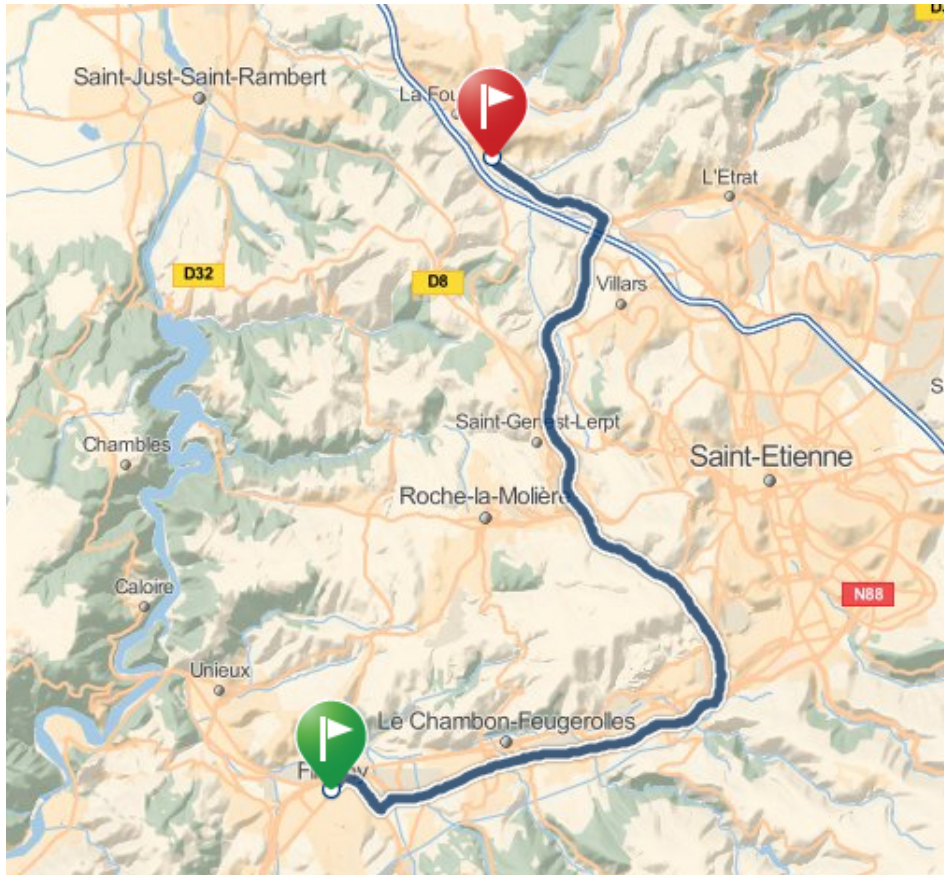 Saint-Just-Saint-Rambert
L'Etrat
D32
D8
Villars
Saint-Genest-Lerpt
Chambles
Saint-Etienne
Roche-la-Molière
Caloire
N88
Unieux
Le Chambon-Feugerolles